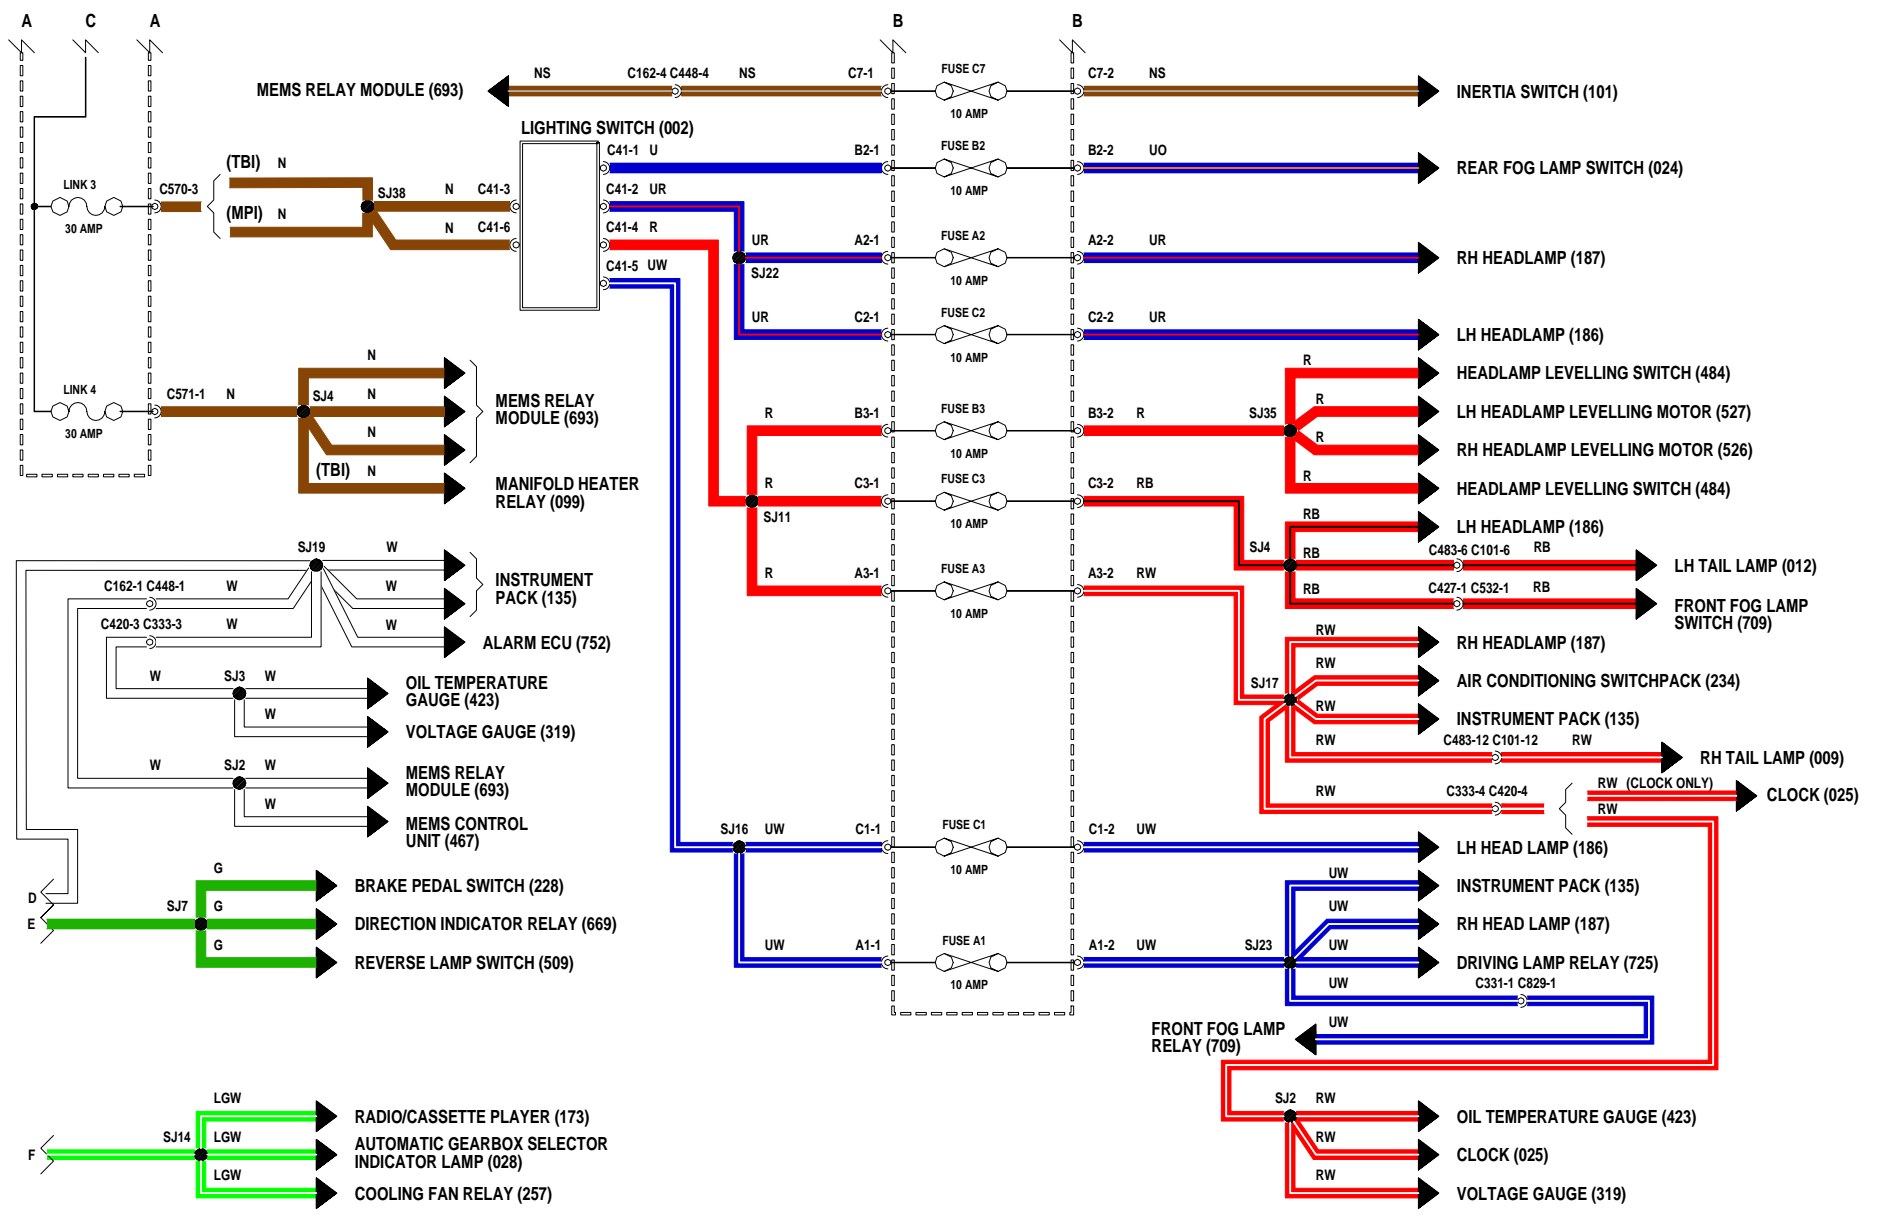 A C A B B
MEMS RELAY MODULE (693)
NS C162-4 C448-4 NS C7-1 FUSE C7 10 AMP C7-2 NS
INERTIA SWITCH (101)
LIGHTING SWITCH (002)
C41-1 U B2-1 FUSE B2 10 AMP B2-2 UO
REAR FOG LAMP SWITCH (024)
(TBI) N
LINK 3 30 AMP C570-3
(MPI) N
SJ38 N C41-3
N C41-6
C41-2 UR
C41-4 R
C41-5 UW
UR A2-1 FUSE A2 10 AMP A2-2 UR
RH HEADLAMP (187)
SJ22
UR C2-1 FUSE C2 10 AMP C2-2 UR
LH HEADLAMP (186)
LINK 4 30 AMP C571-1 N SJ4
N
N
N
(TBI) N
MEMS RELAY
MODULE (693)
MANIFOLD HEATER
RELAY (099)
R B3-1 FUSE B3 10 AMP B3-2 R SJ35
R
HEADLAMP LEVELLING SWITCH (484)
R
LH HEADLAMP LEVELLING MOTOR (527)
R
RH HEADLAMP LEVELLING MOTOR (526)
R
HEADLAMP LEVELLING SWITCH (484)
R C3-1 FUSE C3 10 AMP C3-2 RB
SJ11
SJ4
RB
LH HEADLAMP (186)
RB C483-6 C101-6 RB
LH TAIL LAMP (012)
RB C427-1 C532-1 RB
FRONT FOG LAMP
SWITCH (709)
R A3-1 FUSE A3 10 AMP A3-2 RW
SJ17
RW
RH HEADLAMP (187)
RW
AIR CONDITIONING SWITCHPACK (234)
RW
INSTRUMENT PACK (135)
RW C483-12 C101-12 RW
RH TAIL LAMP (009)
RW C333-4 C420-4
RW (CLOCK ONLY)
CLOCK (025)
RW
SJ19 W
W
INSTRUMENT
PACK (135)
W
ALARM ECU (752)
C162-1 C448-1 W
C420-3 C333-3 W
W SJ3 W
OIL TEMPERATURE
GAUGE (423)
W
VOLTAGE GAUGE (319)
W SJ2 W
MEMS RELAY
MODULE (693)
W
MEMS CONTROL
UNIT (467)
SJ16 UW C1-1 FUSE C1 10 AMP C1-2 UW
LH HEAD LAMP (186)
D
E
SJ7
G
BRAKE PEDAL SWITCH (228)
G
DIRECTION INDICATOR RELAY (669)
G
REVERSE LAMP SWITCH (509)
UW A1-1 FUSE A1 10 AMP A1-2 UW SJ23
UW
INSTRUMENT PACK (135)
UW
RH HEAD LAMP (187)
UW
DRIVING LAMP RELAY (725)
UW C331-1 C829-1
UW
FRONT FOG LAMP
RELAY (709)
F
SJ14
LGW
RADIO/CASSETTE PLAYER (173)
LGW
AUTOMATIC GEARBOX SELECTOR
INDICATOR LAMP (028)
LGW
COOLING FAN RELAY (257)
SJ2 RW
OIL TEMPERATURE GAUGE (423)
RW
CLOCK (025)
RW
VOLTAGE GAUGE (319)